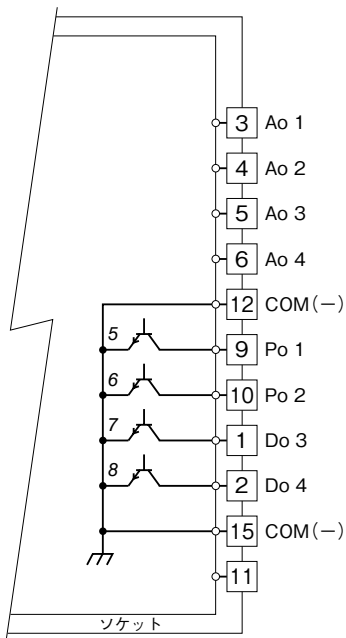 3 Ao 1
4 Ao 2
5 Ao 3
6 Ao 4
12 COM(−)
5
9 Po 1
6
10 Po 2
7
1 Do 3
8
2 Do 4
15 COM(−)
11
ソケット